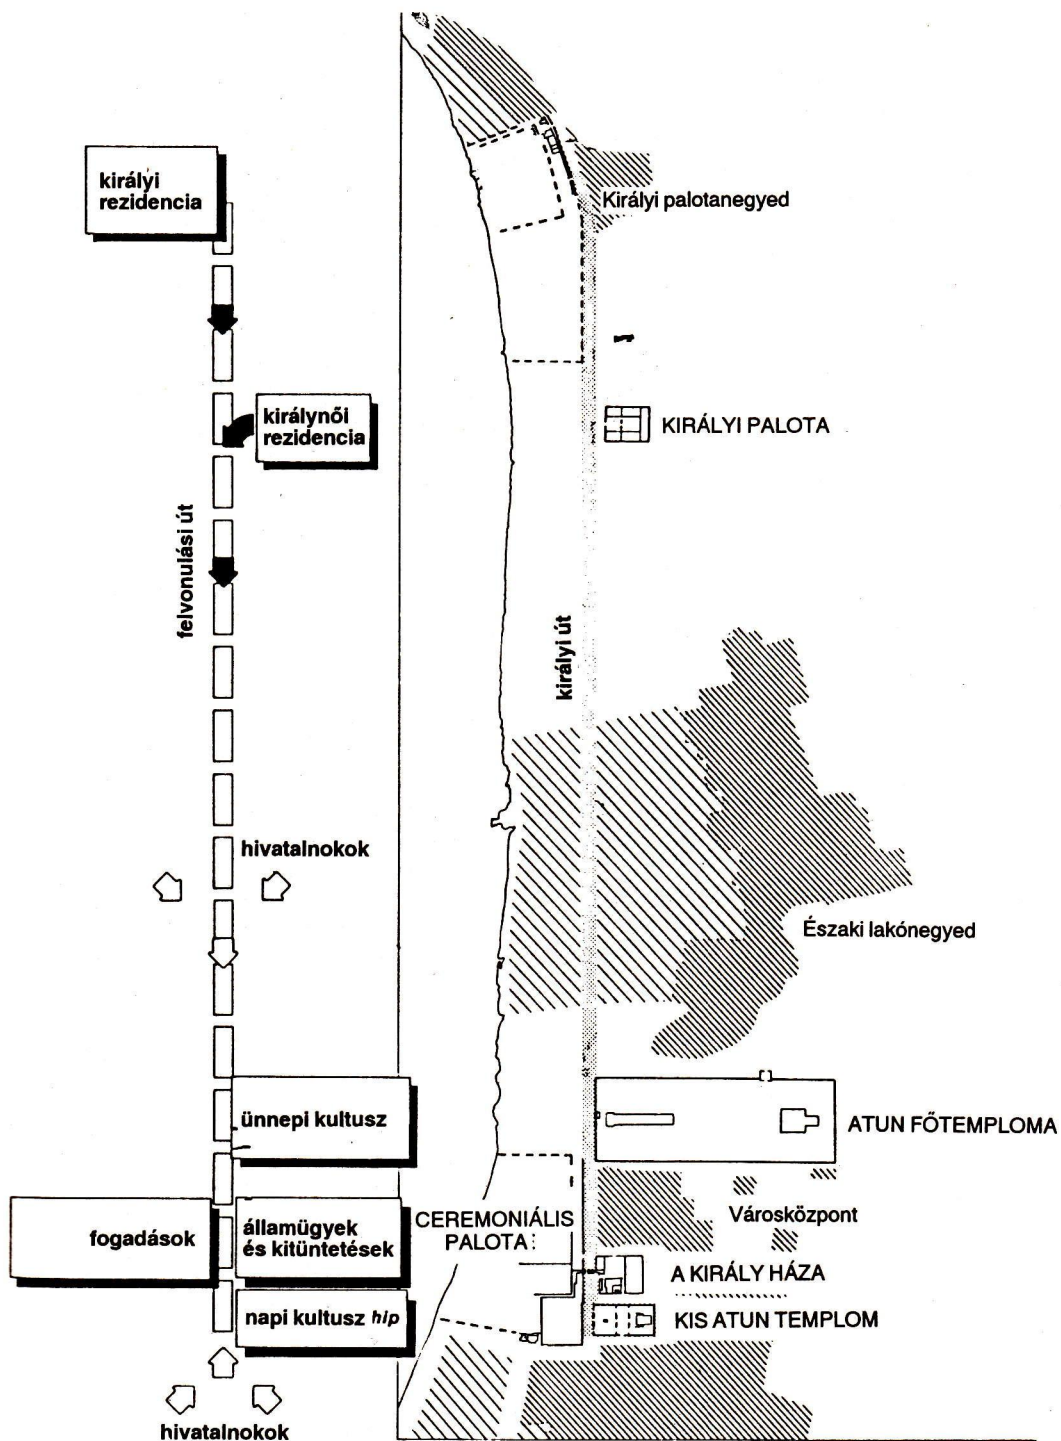 királyi
rezidencia
Királyi palotanegyed
királynői
rezidencia
KIRÁLYI PALOTA
felvonulási út
királyi út
hivatalnokok
Északi lakónegyed
ünnepi kultusz
ATUN FŐTEMPLOMA
fogadások
államügyek
és kitüntetések
CEREMONIÁLIS
PALOTA
Városközpont
A KIRÁLY HÁZA
napi kultusz hip
KIS ATUN TEMPLOM
hivatalnokok